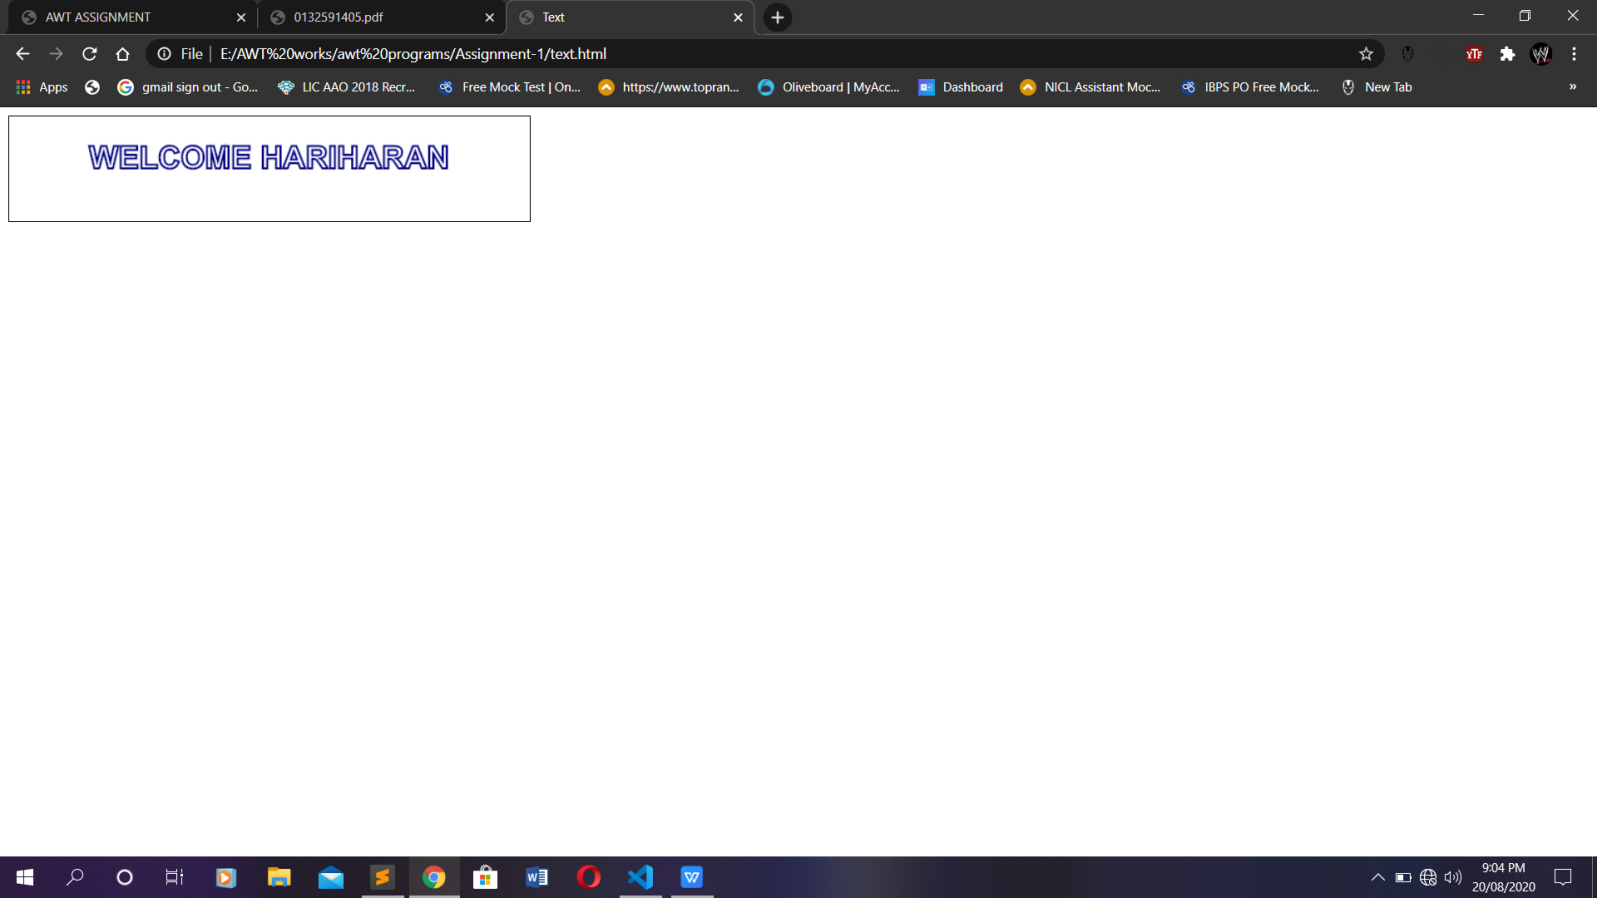 AWT ASSIGNMENT
0132591405.pdf
Text
File
E:/AWT%20works/awt%20programs/Assignment-1/text.html
YTF
Apps
gmail sign out - Go...
LIC AAO 2018 Recr...
Free Mock Test | On...
https://www.topran...
Oliveboard | MyAcc...
Dashboard
NICL Assistant Moc...
IBPS PO Free Mock...
New Tab
»
WELCOME HARIHARAN
9:04 PM
20/08/2020